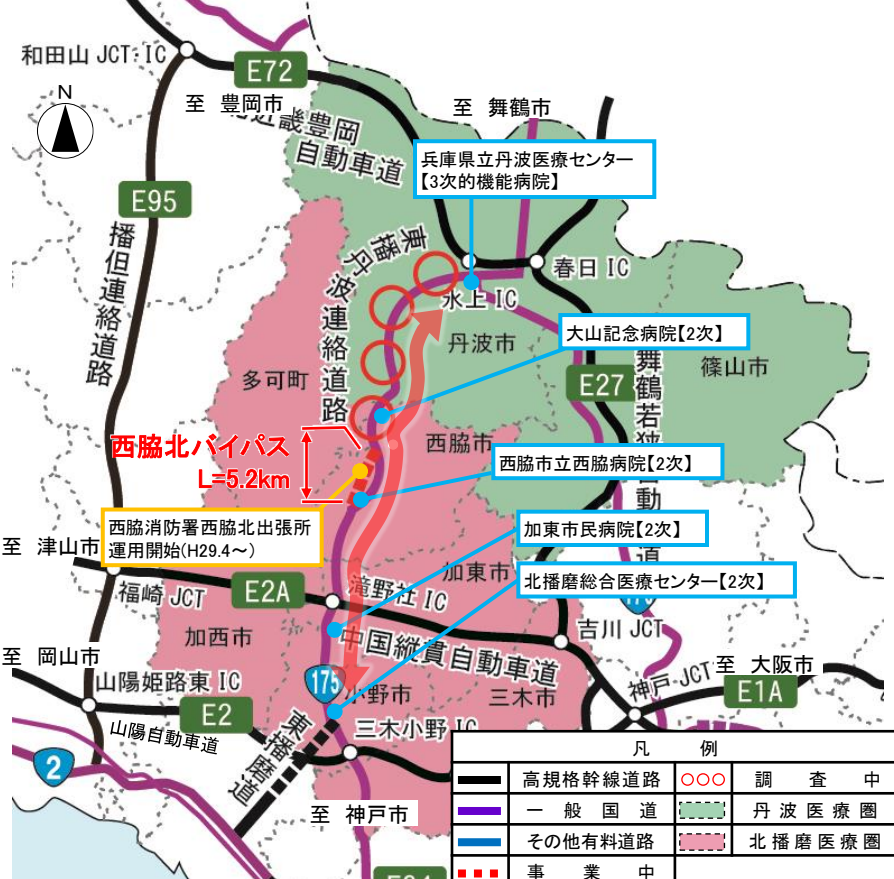 和田山 JCT・IC
E72
N
至 豊岡市
至 舞鶴市
北近畿豊岡
自動車道
兵庫県立丹波医療センター
【3次的機能病院】
E95
播但連絡道路
東播丹波連絡道路
春日 IC
氷上 IC
大山記念病院【2次】
丹波市
多可町
E27
舞鶴若狭自動車道
篠山市
西脇北バイパス
L=5.2km
西脇市
西脇市立西脇病院【2次】
西脇消防署西脇北出張所
運用開始(H29.4~)
加東市民病院【2次】
至 津山市
加東市
北播磨総合医療センター【2次】
福崎 JCT
E2A
滝野社 IC
加西市
中国縦貫自動車道
吉川 JCT
至 岡山市
至 大阪市
山陽姫路東 IC
175
小野市
三木市
神戸 JCT
E1A
E2
三木小野 IC
山陽自動車道
東播磨道
2
至 神戸市
凡 例
高規格幹線道路 調査中
一般国道 丹波医療圏
その他有料道路 北播磨医療圏
事業中